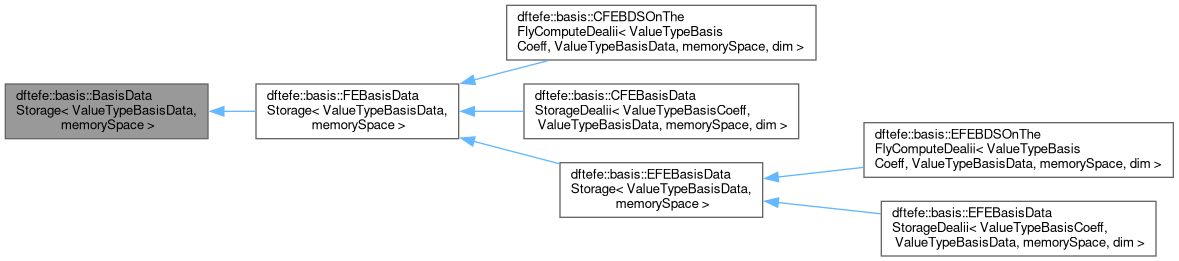 dftefe::basis::BasisData
Storage< ValueTypeBasisData,
memorySpace >
dftefe::basis::FEBasisData
Storage< ValueTypeBasisData,
memorySpace >
dftefe::basis::CFEBDSOnThe
FlyComputeDealii< ValueTypeBasis
Coeff, ValueTypeBasisData, memorySpace, dim >
dftefe::basis::CFEBasisData
StorageDealii< ValueTypeBasisCoeff,
ValueTypeBasisData, memorySpace, dim >
dftefe::basis::EFEBasisData
Storage< ValueTypeBasisData,
memorySpace >
dftefe::basis::EFEBDSOnThe
FlyComputeDealii< ValueTypeBasis
Coeff, ValueTypeBasisData, memorySpace, dim >
dftefe::basis::EFEBasisData
StorageDealii< ValueTypeBasisCoeff,
ValueTypeBasisData, memorySpace, dim >